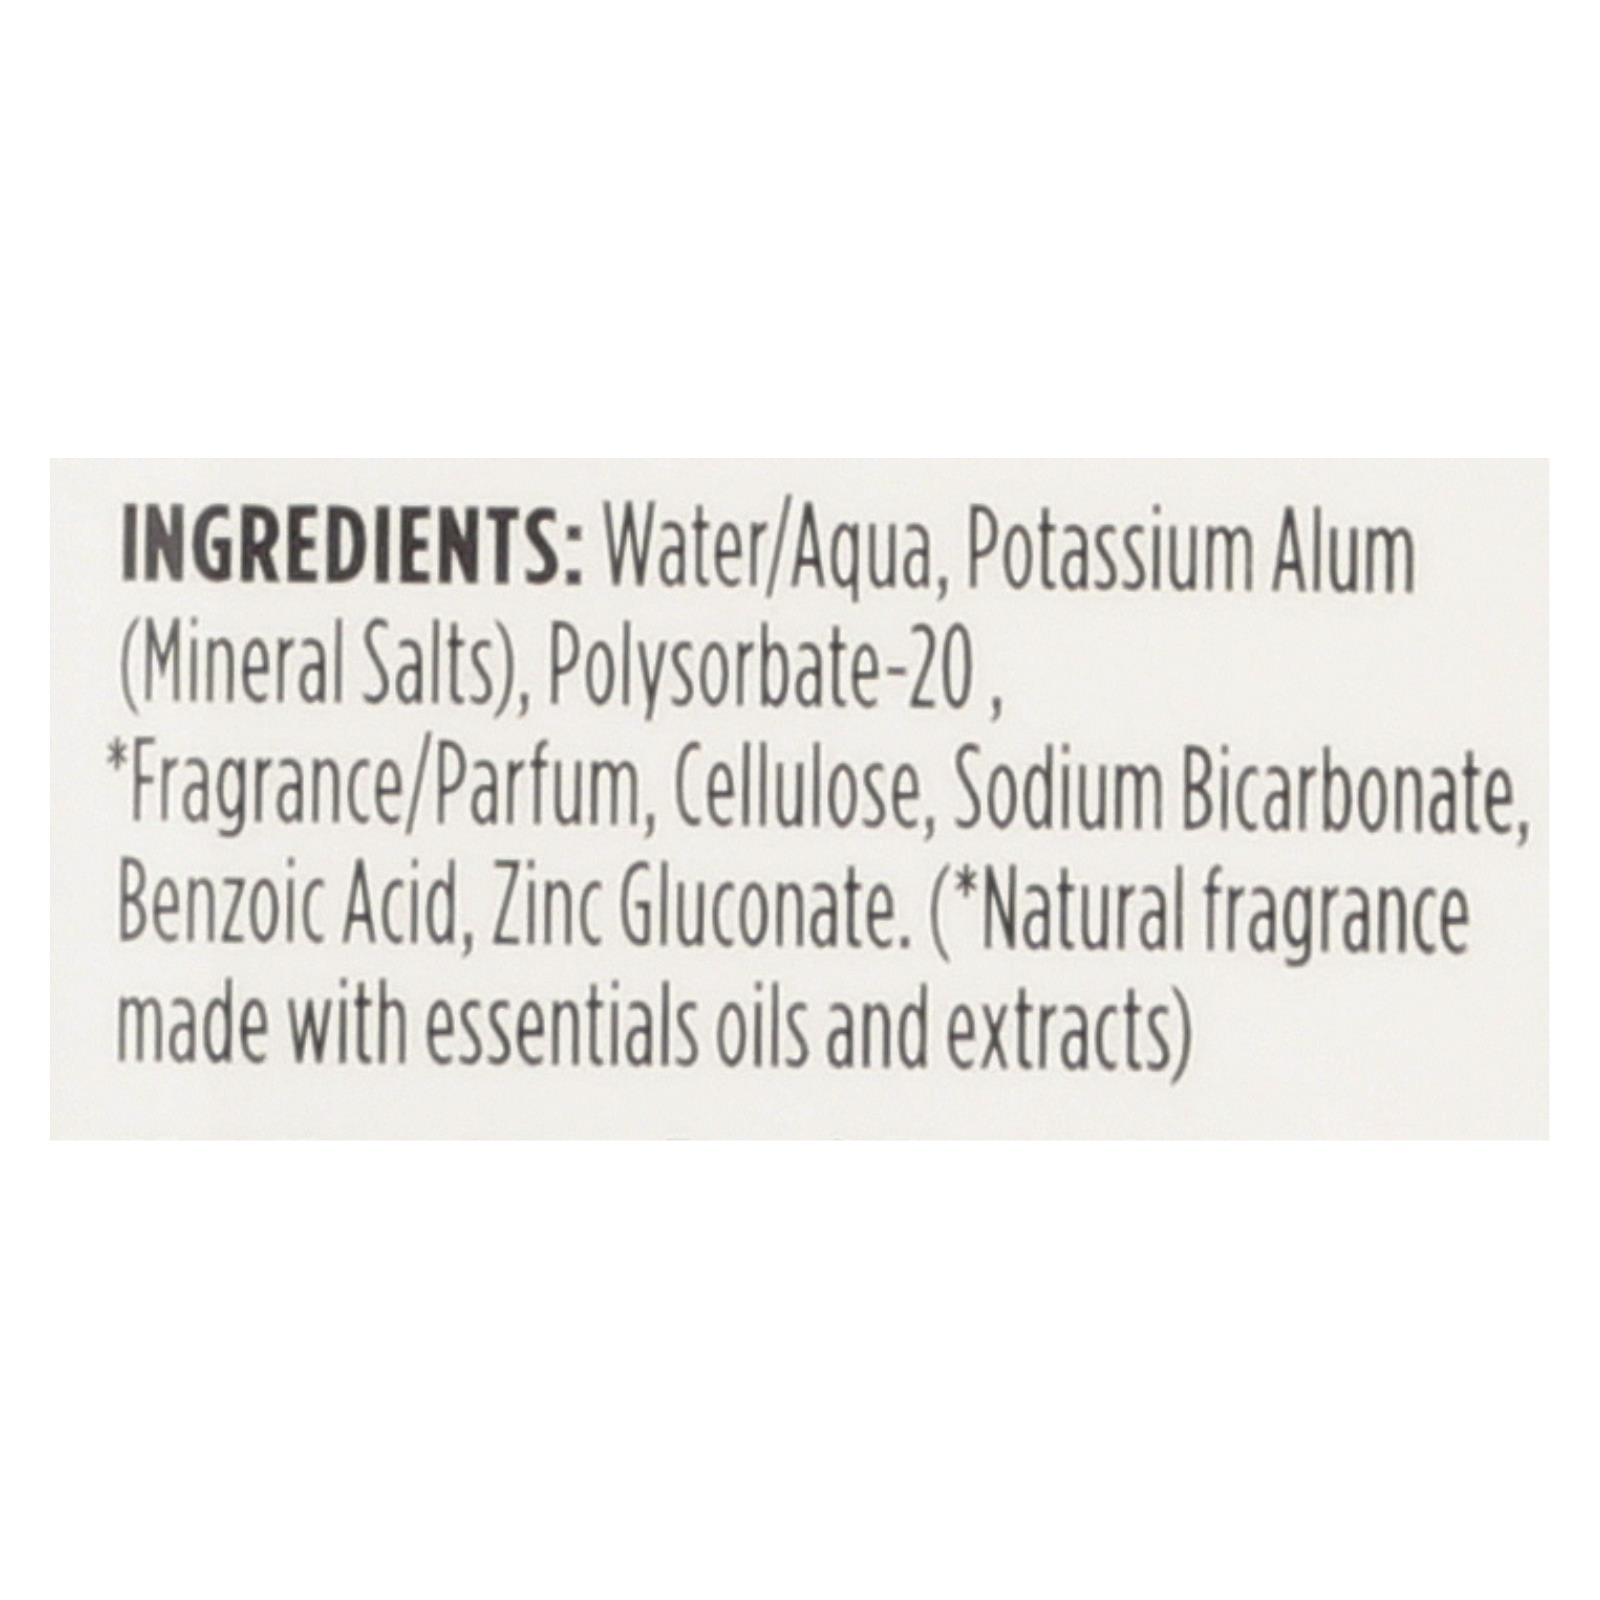 INGREDIENTS: Water/Aqua, Potassium Alum
(Mineral Salts), Polysorbate-20 ,
*Fragrance/Parfum, Cellulose, Sodium Bicarbonate,
Benzoic Acid, Zinc Gluconate. (*Natural fragrance
made with essentials oils and extracts)